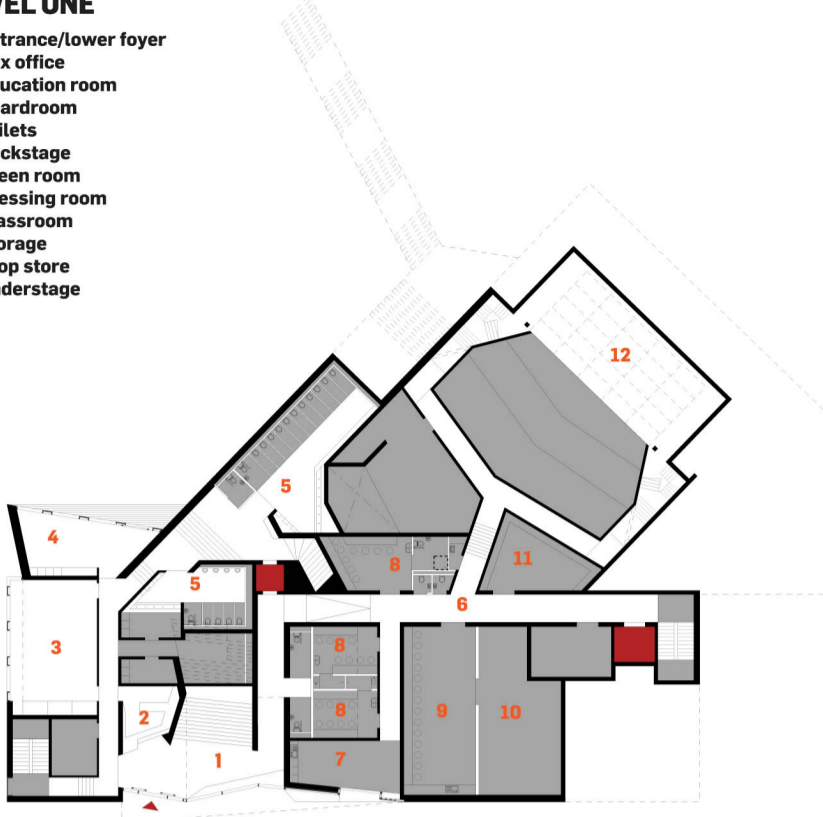 VEL ONE
trance/lower foyer
x office
ucation room
ardroom
ilets
ckstage
een room
essing room
assroom
orage
op store
derstage
12
5
4
8
11
5
6
3
8
2
8
9
10
1
7